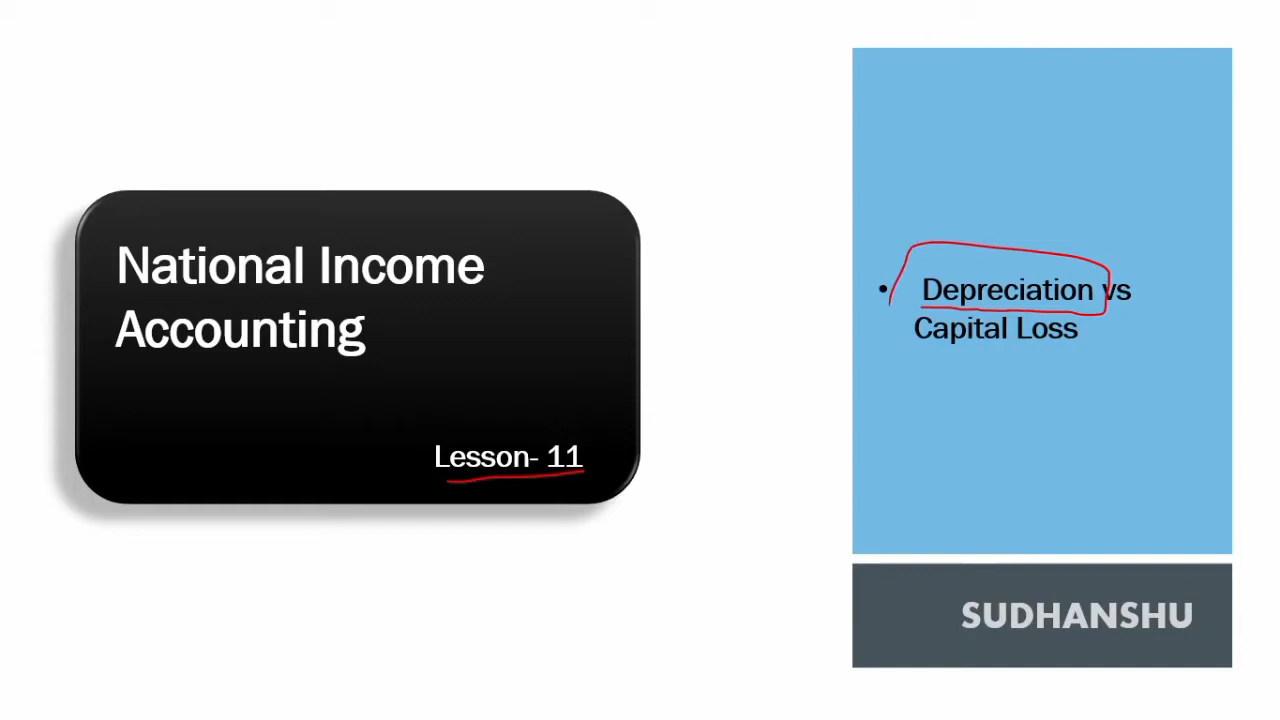 National Income
Accounting
Lesson- 11
• Depreciation vs
Capital Loss
SUDHANSHU